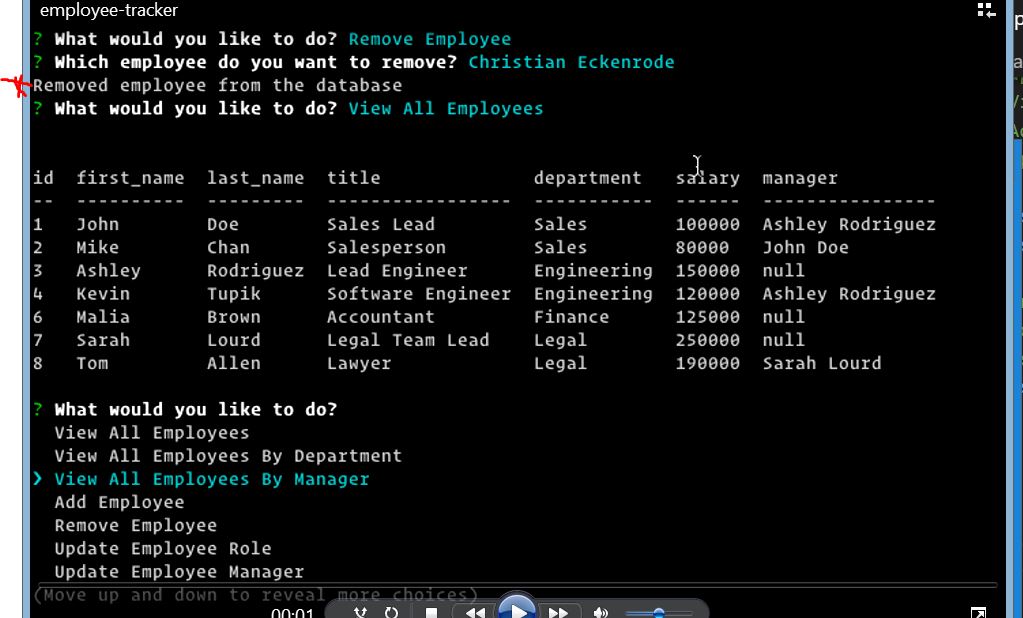 employee-tracker
? What would you like to do? Remove Employee
? Which employee do you want to remove? Christian Eckenrode
Removed employee from the database
? What would you like to do? View All Employees
id first_name last_name title department salary manager
-- ---------- --------- ----------------- ----------- ------ ----------------
1 John Doe Sales Lead Sales 100000 Ashley Rodriguez
2 Mike Chan Salesperson Sales 80000 John Doe
3 Ashley Rodriguez Lead Engineer Engineering 150000 null
4 Kevin Tupik Software Engineer Engineering 120000 Ashley Rodriguez
6 Malia Brown Accountant Finance 125000 null
7 Sarah Lourd Legal Team Lead Legal 250000 null
8 Tom Allen Lawyer Legal 190000 Sarah Lourd
? What would you like to do?
View All Employees
View All Employees By Department
❯ View All Employees By Manager
Add Employee
Remove Employee
Update Employee Role
Update Employee Manager
(Move up and down to reveal more choices)
00:01